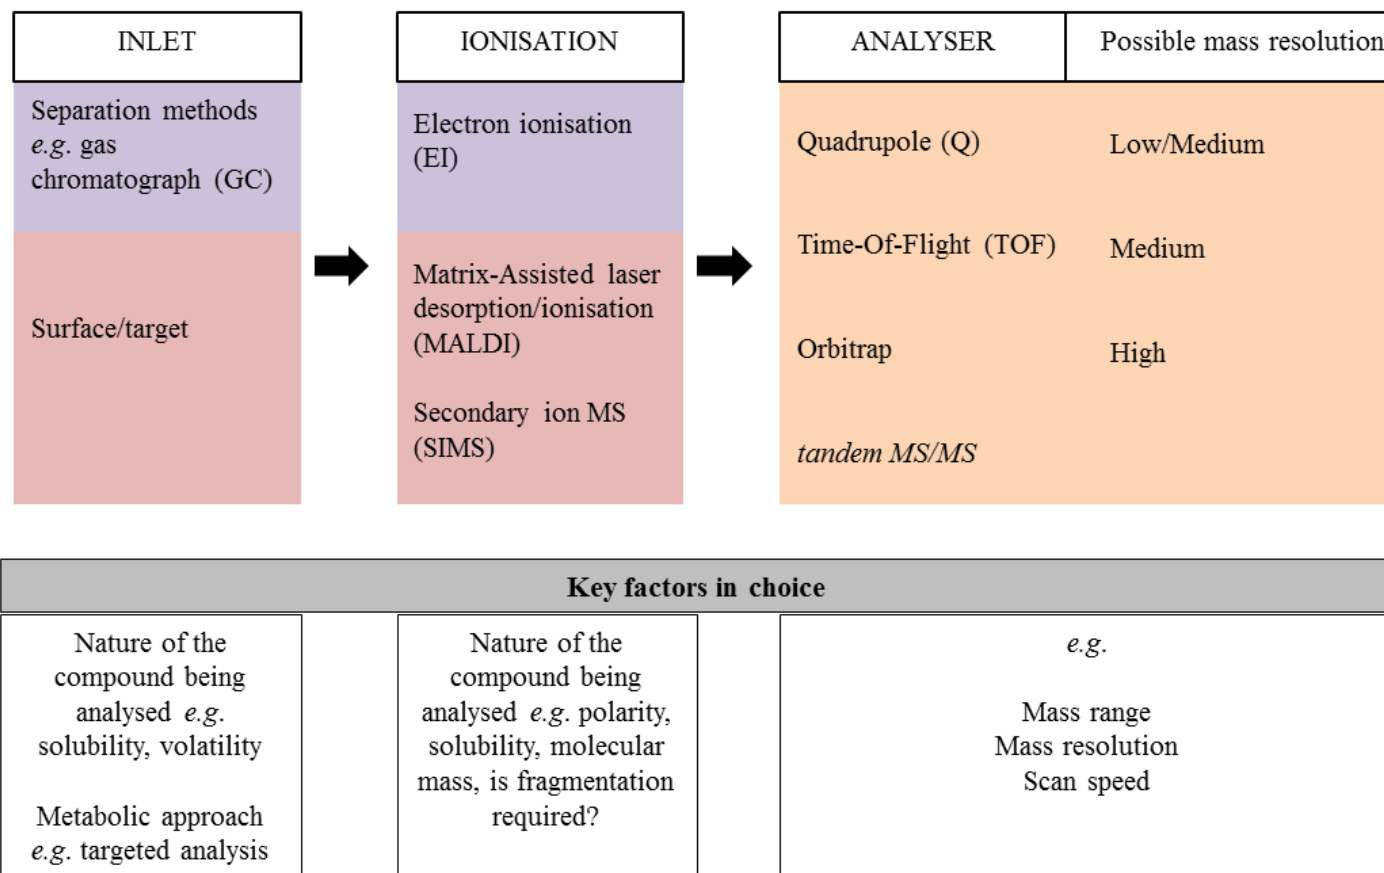 INLET
Separation methods
e.g. gas
chromatograph (GC)
Surface/target
IONISATION
Electron ionisation
(EI)
Matrix-Assisted laser
desorption/ionisation
(MALDI)
Secondary ion MS
(SIMS)
ANALYSER
Possible mass resolution
Quadrupole (Q)
Low/Medium
Time-Of-Flight (TOF)
Medium
Orbitrap
High
tandem MS/MS
Key factors in choice
Nature of the
compound being
analysed e.g.
solubility, volatility
Metabolic approach
e.g. targeted analysis
Nature of the
compound being
analysed e.g. polarity,
solubility, molecular
mass, is fragmentation
required?
e.g.
Mass range
Mass resolution
Scan speed